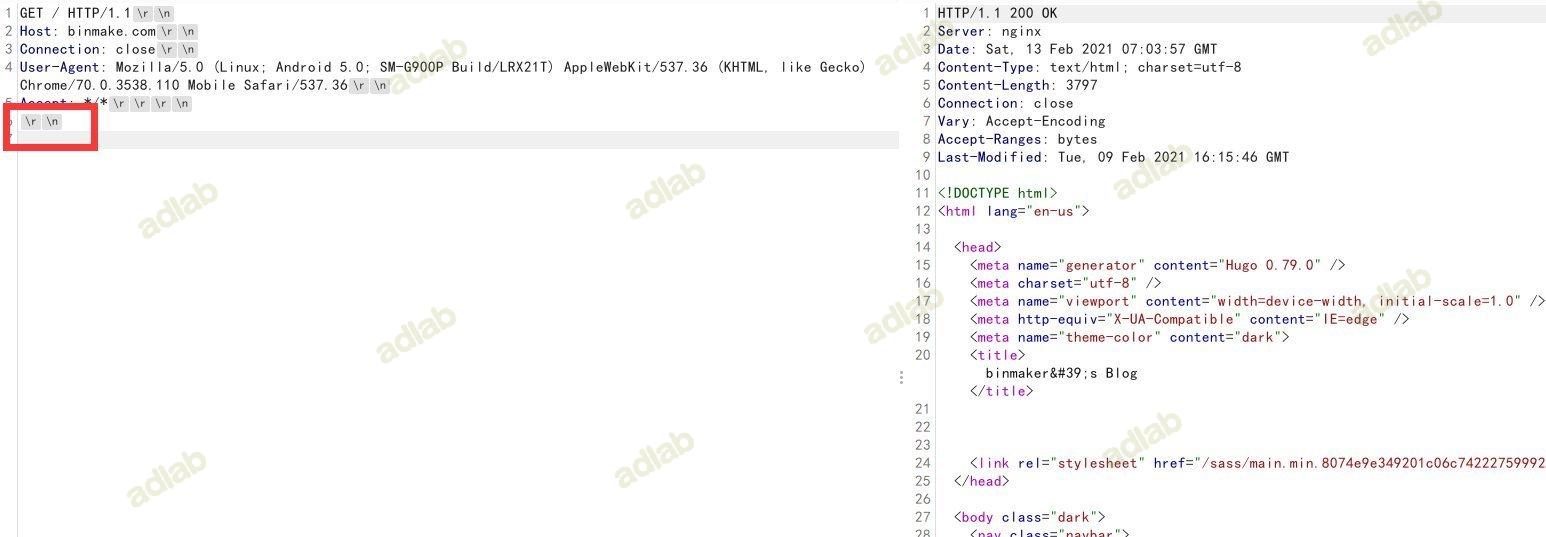 1 GET / HTTP/1.1\r \n
2 Host: binmake.com\r \n
3 Connection: close\r \n
4 User-Agent: Mozilla/5.0 (Linux; Android 5.0; SM-G900P Build/LRX21T) AppleWebKit/537.36 (KHTML, like Gecko)
Chrome/70.0.3538.110 Mobile Safari/537.36\r \n
5 Accept: */*\r \r \r \n
\r \n
1 HTTP/1.1 200 OK
2 Server: nginx
3 Date: Sat, 13 Feb 2021 07:03:57 GMT
4 Content-Type: text/html; charset=utf-8
5 Content-Length: 3797
6 Connection: close
7 Vary: Accept-Encoding
8 Accept-Ranges: bytes
9 Last-Modified: Tue, 09 Feb 2021 16:15:46 GMT
10
11 <!DOCTYPE html>
12 <html lang="en-us">
13
14 <head>
15 <meta name="generator" content="Hugo 0.79.0" />
16 <meta charset="utf-8" />
17 <meta name="viewport" content="width=device-width, initial-scale=1.0" />
18 <meta http-equiv="X-UA-Compatible" content="IE=edge" />
19 <meta name="theme-color" content="dark">
20 <title>
binmaker&#39;s Blog
</title>
21
22
23
24 <link rel="stylesheet" href="/sass/main.min.8074e9e349201c06c74222759992
25 </head>
26
27 <body class="dark">
28 <nav class="navbar">
adlab
adlab
adlab
adlab
adlab
adlab
adlab
adlab
adlab
adlab
adlab
adlab